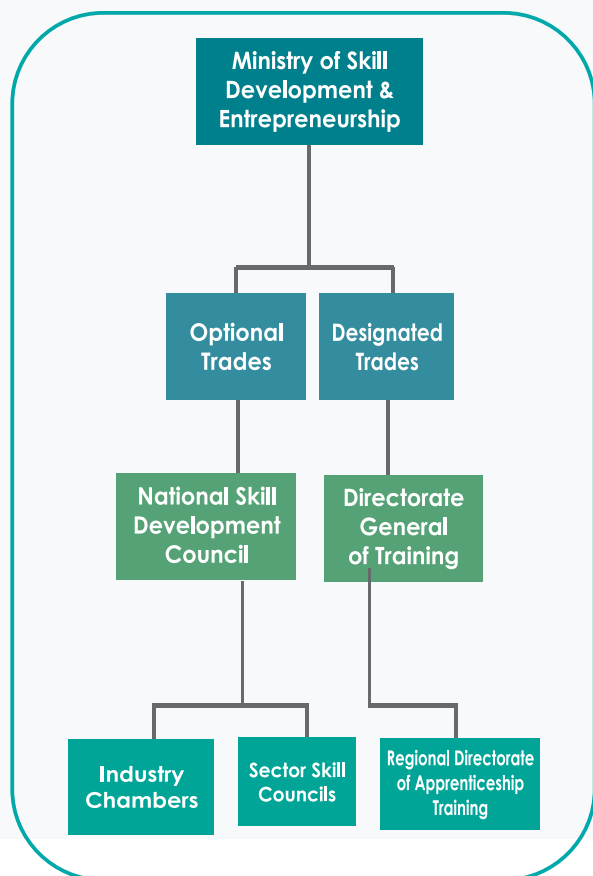 Ministry of Skill
Development &
Entrepreneurship
Optional
Trades
Designated
Trades
National Skill
Development
Council
Directorate
General
of Training
Industry
Chambers
Sector Skill
Councils
Regional Directorate
of Apprenticeship
Training